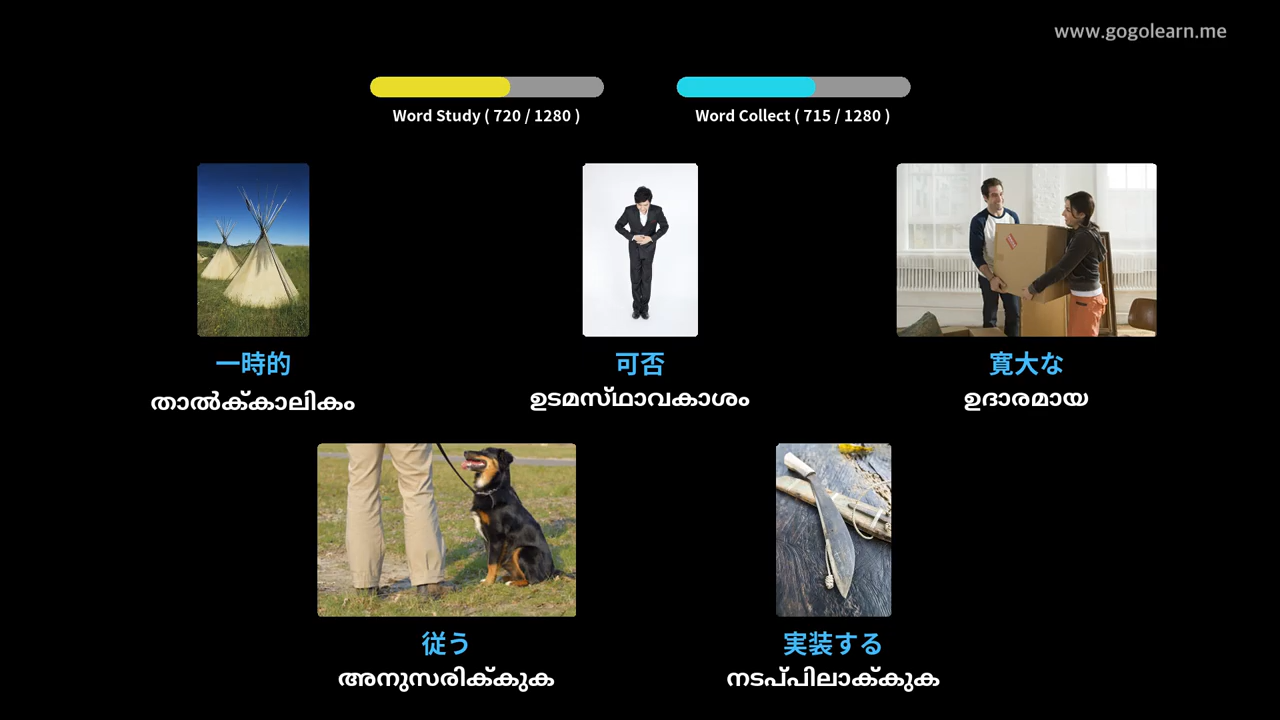 www.gogolearn.me
Word Study ( 720 / 1280 )
Word Collect ( 715 / 1280 )
一時的
താൽക്കാലികം
可否
ഉടമസ്ഥാവകാശം
寛大な
ഉദാരമായ
従う
അനുസരിക്കുക
実装する
നടപ്പിലാക്കുക